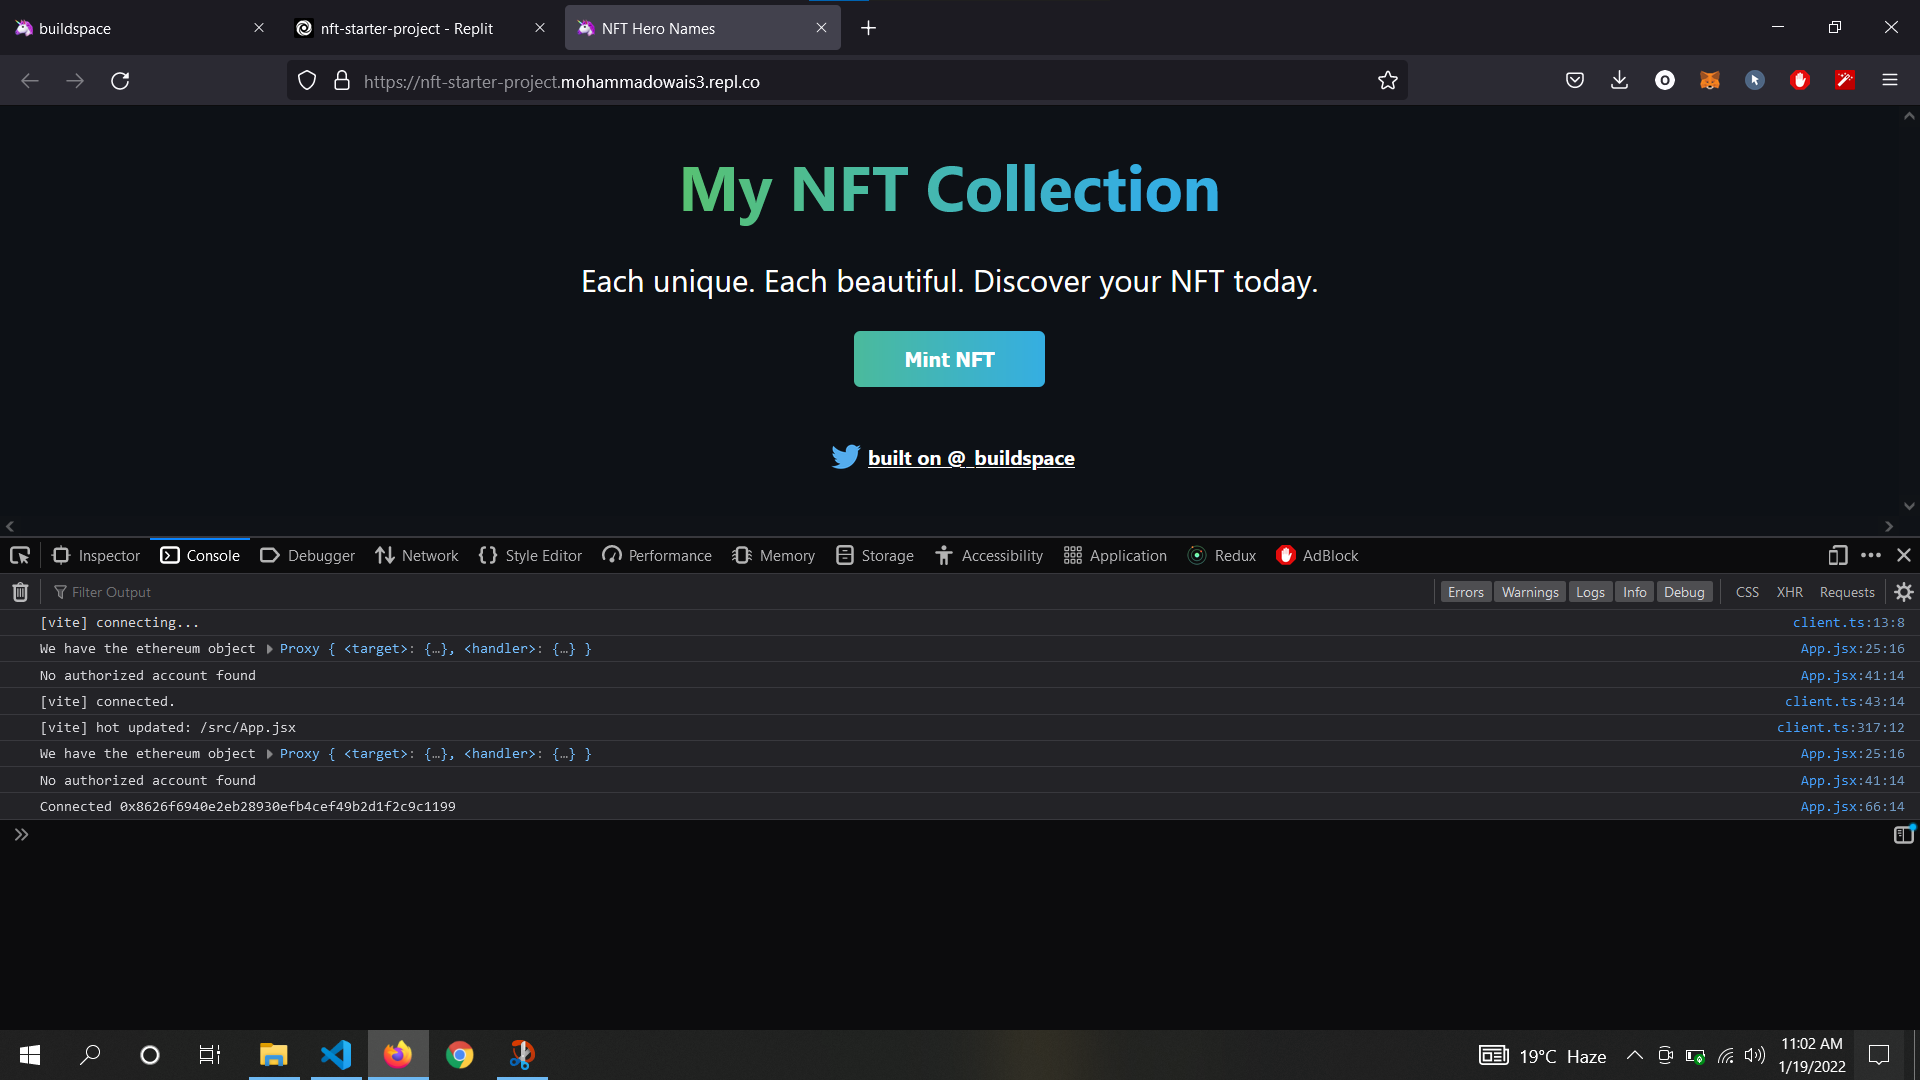 buildspace
nft-starter-project - Replit
NFT Hero Names
https://nft-starter-project.mohammadowais3.repl.co
My NFT Collection
Each unique. Each beautiful. Discover your NFT today.
Mint NFT
built on @_buildspace
Inspector Console Debugger Network Style Editor Performance Memory Storage Accessibility Application Redux AdBlock
Filter Output Errors Warnings Logs Info Debug CSS XHR Requests
[vite] connecting... client.ts:13:8
We have the ethereum object Proxy { <target>: {…}, <handler>: {…} } App.jsx:25:16
No authorized account found App.jsx:41:14
[vite] connected. client.ts:43:14
[vite] hot updated: /src/App.jsx client.ts:317:12
We have the ethereum object Proxy { <target>: {…}, <handler>: {…} } App.jsx:25:16
No authorized account found App.jsx:41:14
Connected 0x8626f6940e2eb28930efb4cef49b2d1f2c9c1199 App.jsx:66:14
19°C Haze
11:02 AM
1/19/2022